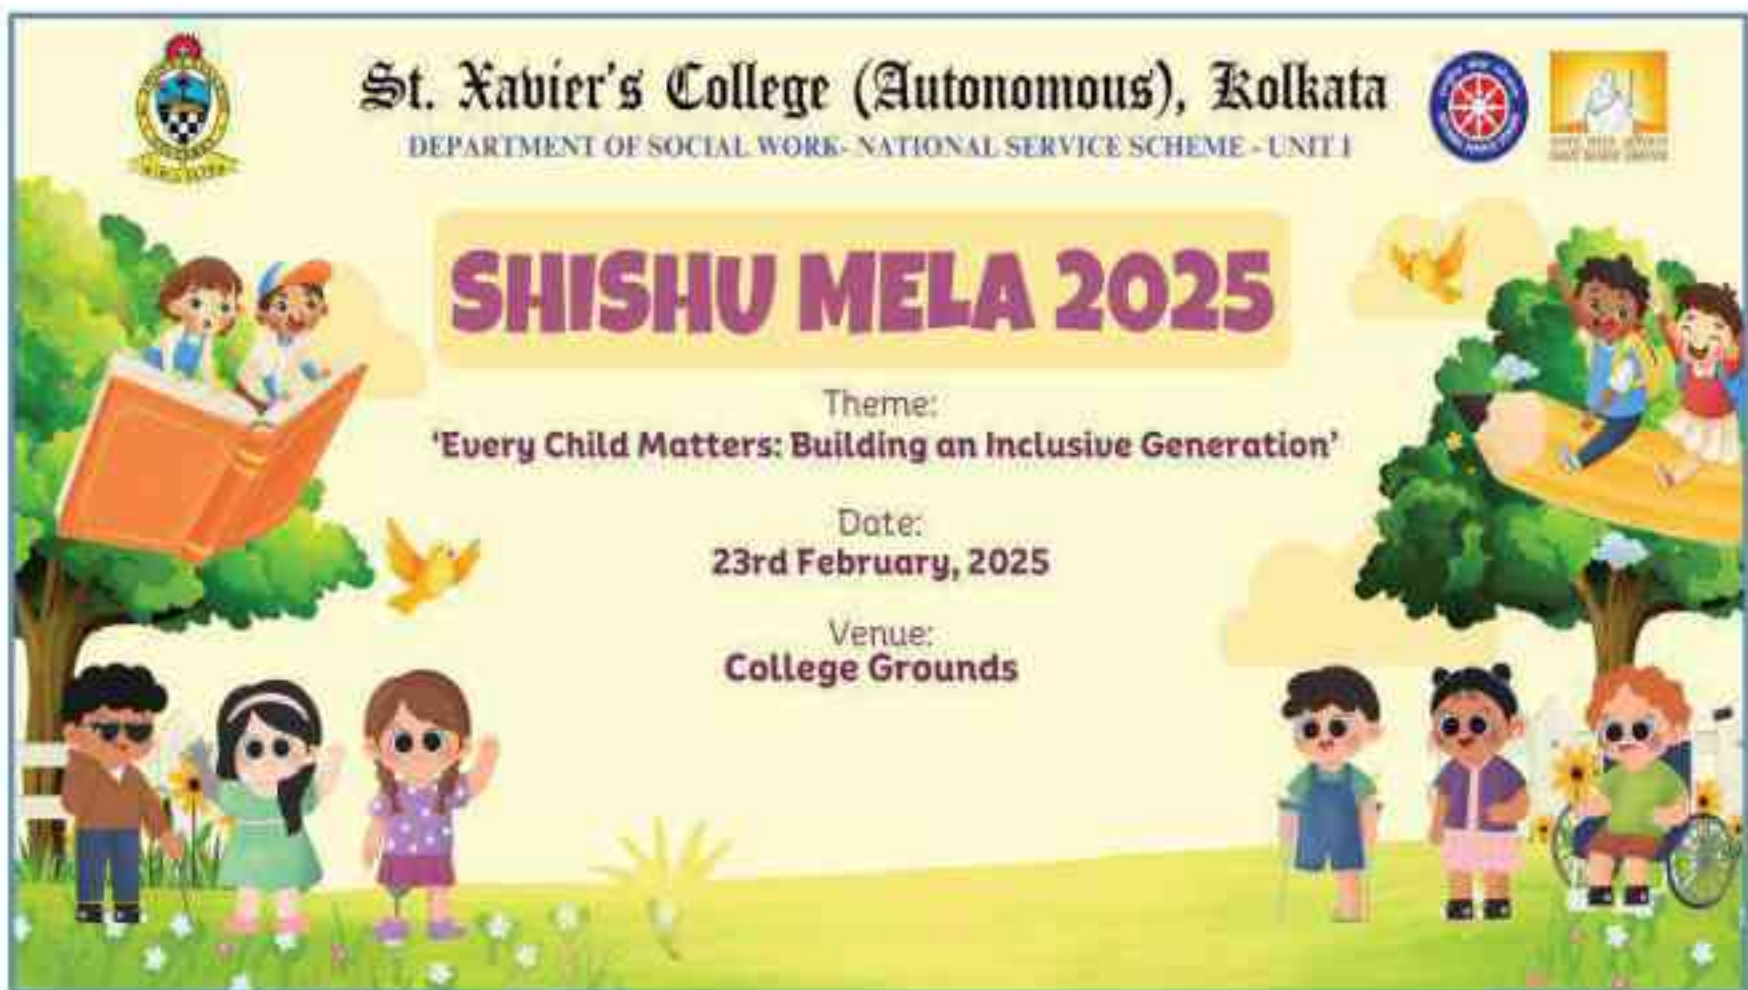 St. Xavier's College (Autonomous), Kolkata
DEPARTMENT OF SOCIAL WORK- NATIONAL SERVICE SCHEME - UNIT I
SHISHU MELA 2025
Theme:
‘Every Child Matters: Building an Inclusive Generation’
Date:
23rd February, 2025
Venue:
College Grounds